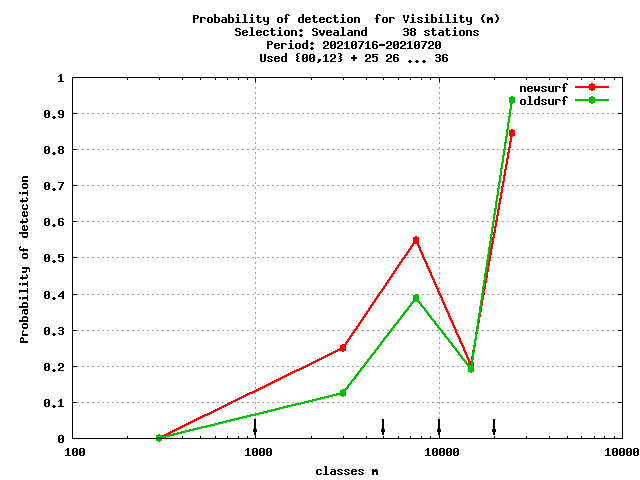 Probability of detection  for Visibility (m)
Selection: Svealand     38 stations
Period: 20210716-20210720
Used {00,12} + 25 26 ... 36
newsurf
oldsurf
Probability of detection
1
0.9
0.8
0.7
0.6
0.5
0.4
0.3
0.2
0.1
0
100 1000 10000 10000
classes m